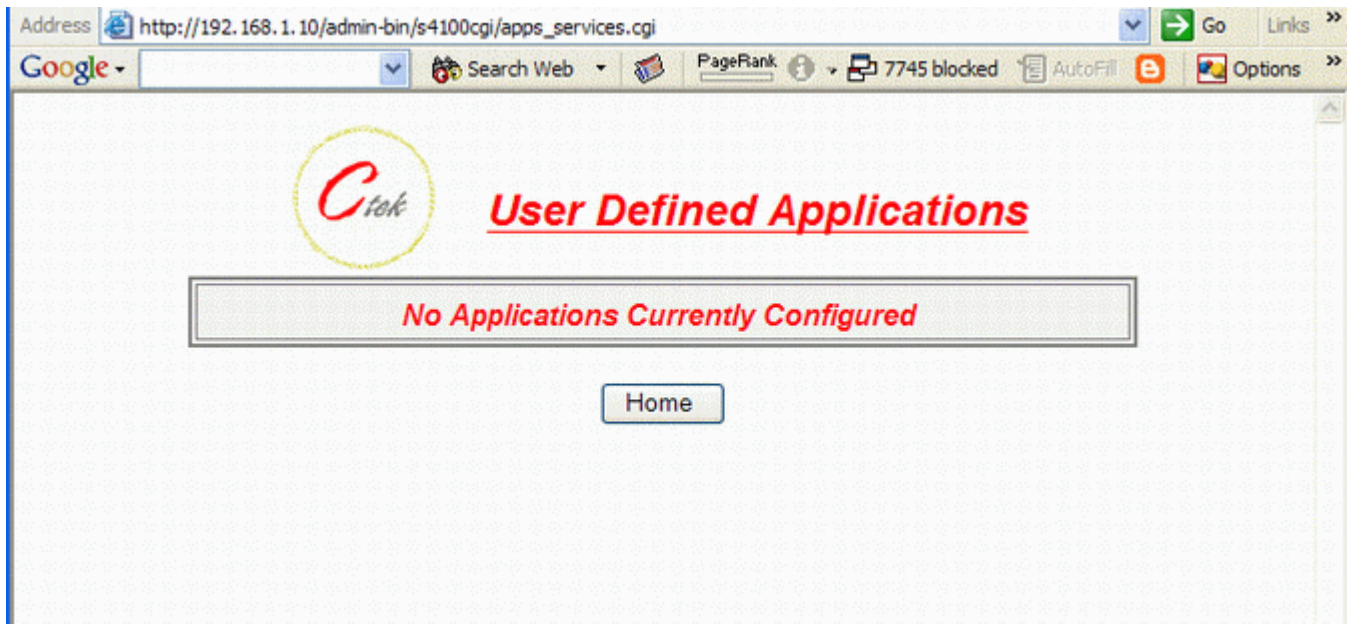 Address http://192.168.1.10/admin-bin/s4100cgi/apps_services.cgi Go Links »
Google Search Web PageRank 7745 blocked AutoFill Options »
Ctek User Defined Applications
No Applications Currently Configured
Home